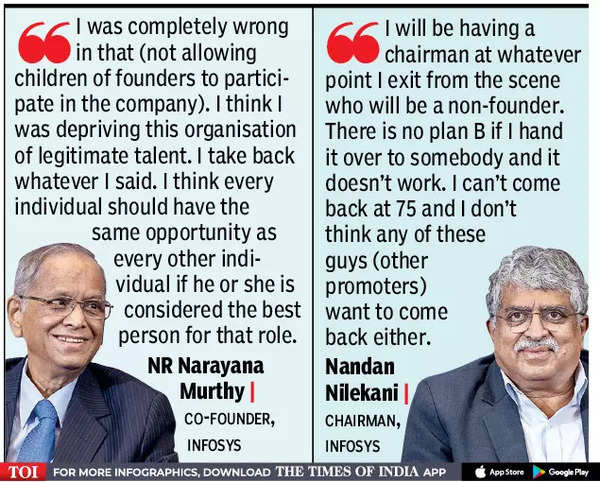 I was completely wrong
in that (not allowing
children of founders to partici-
pate in the company). I think I
was depriving this organisation
of legitimate talent. I take back
whatever I said. I think every
individual should have the
same opportunity as
every other indi-
vidual if he or she is
considered the best
person for that role.
NR Narayana
Murthy |
CO-FOUNDER,
INFOSYS
I will be having a
chairman at whatever
point I exit from the scene
who will be a non-founder.
There is no plan B if I hand
it over to somebody and it
doesn’t work. I can’t come
back at 75 and I don’t
think any of these
guys (other
promoters)
want to come
back either.
Nandan
Nilekani |
CHAIRMAN,
INFOSYS
TOI FOR MORE INFOGRAPHICS, DOWNLOAD THE TIMES OF INDIA APP App Store Google Play